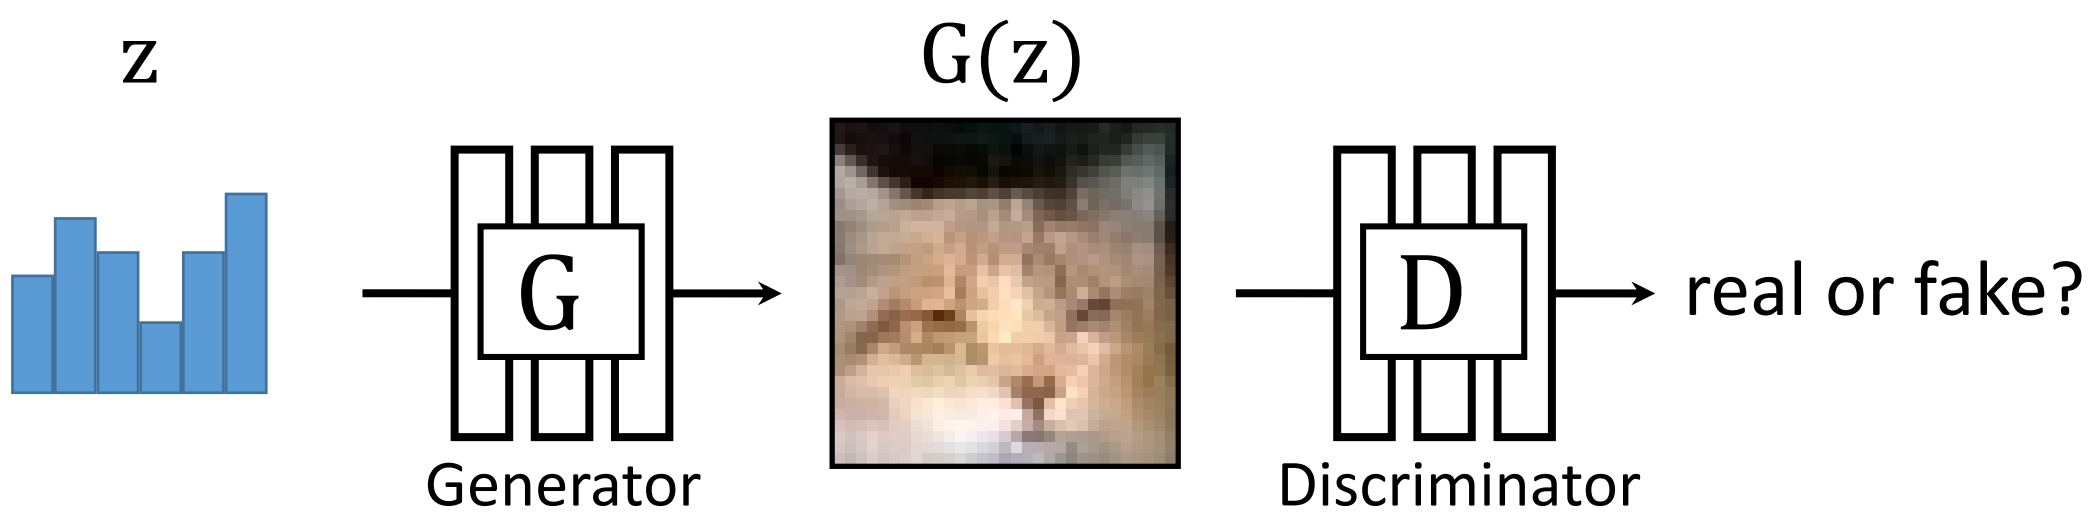 z
G
Generator
G(z)
D
Discriminator
real or fake?